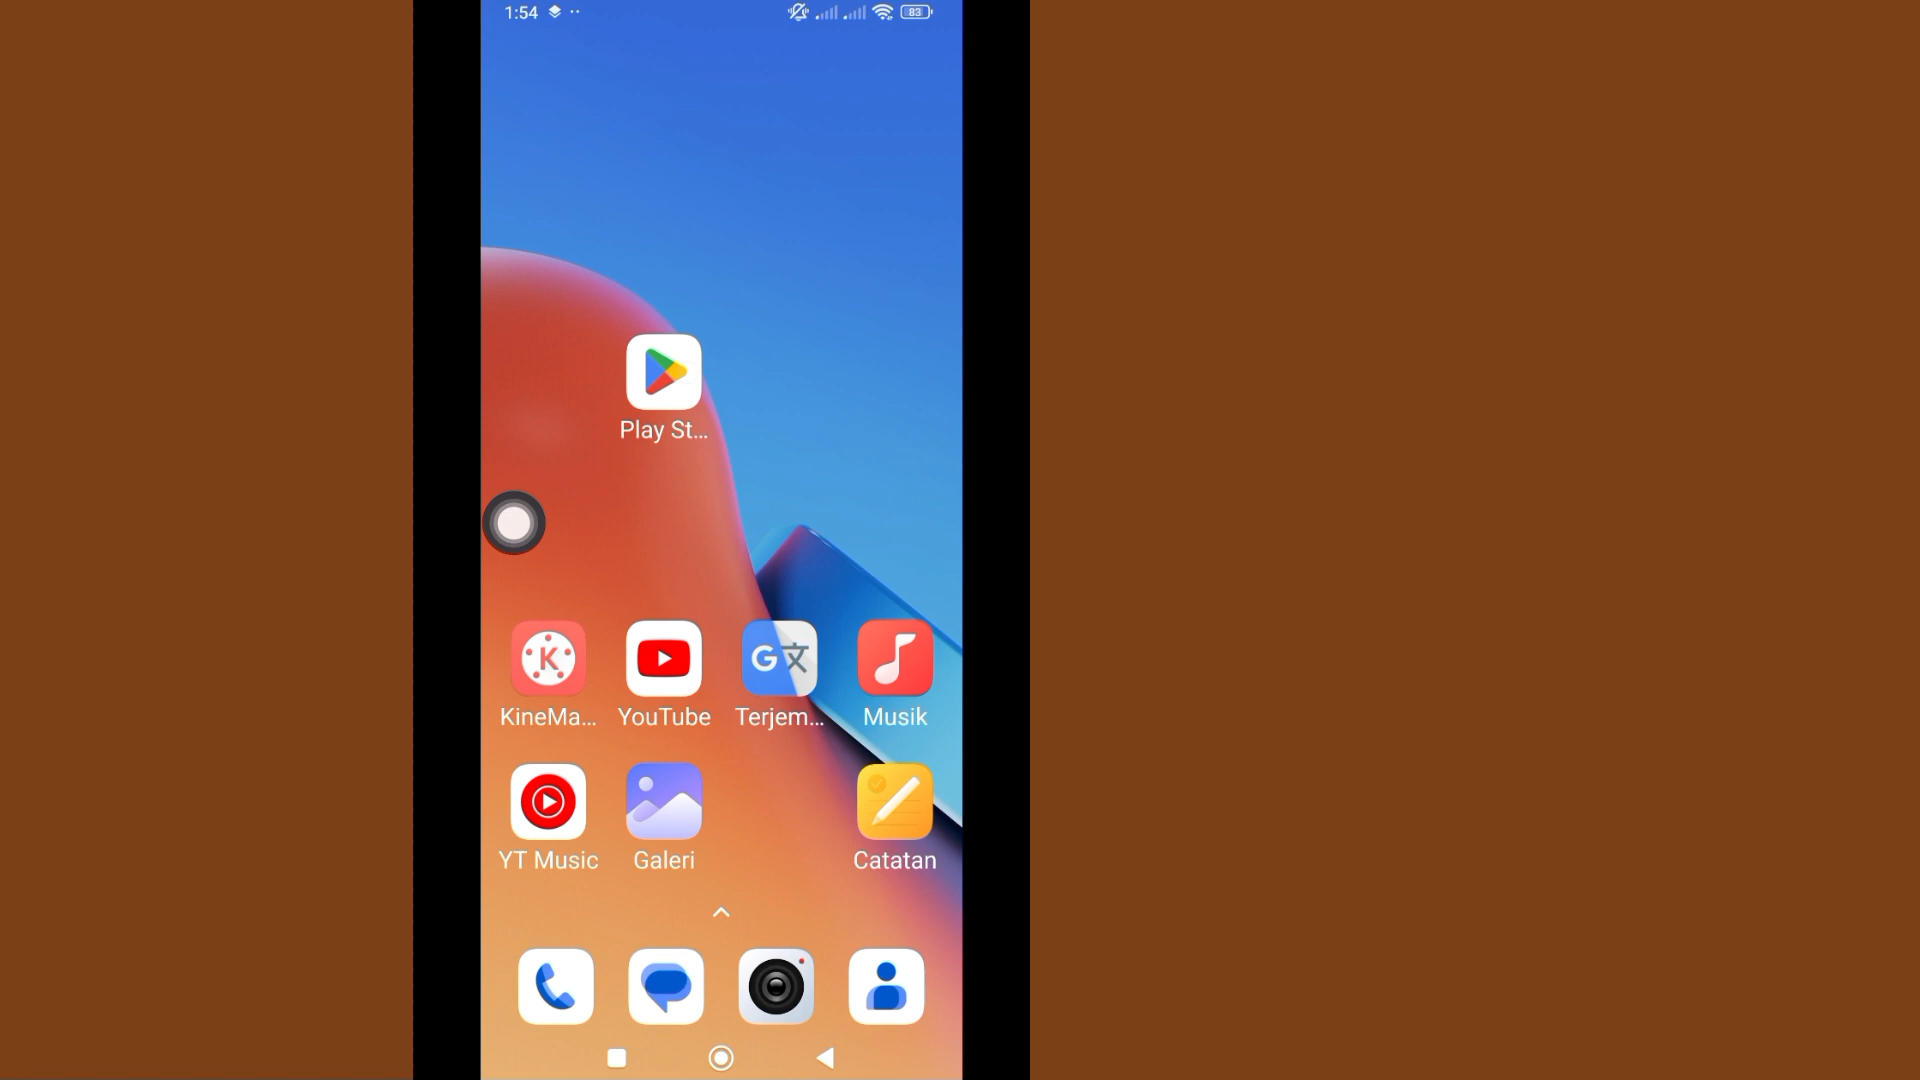 1:54
83
Play St...
KineMa...
YouTube
Terjem...
Musik
YT Music
Galeri
Catatan